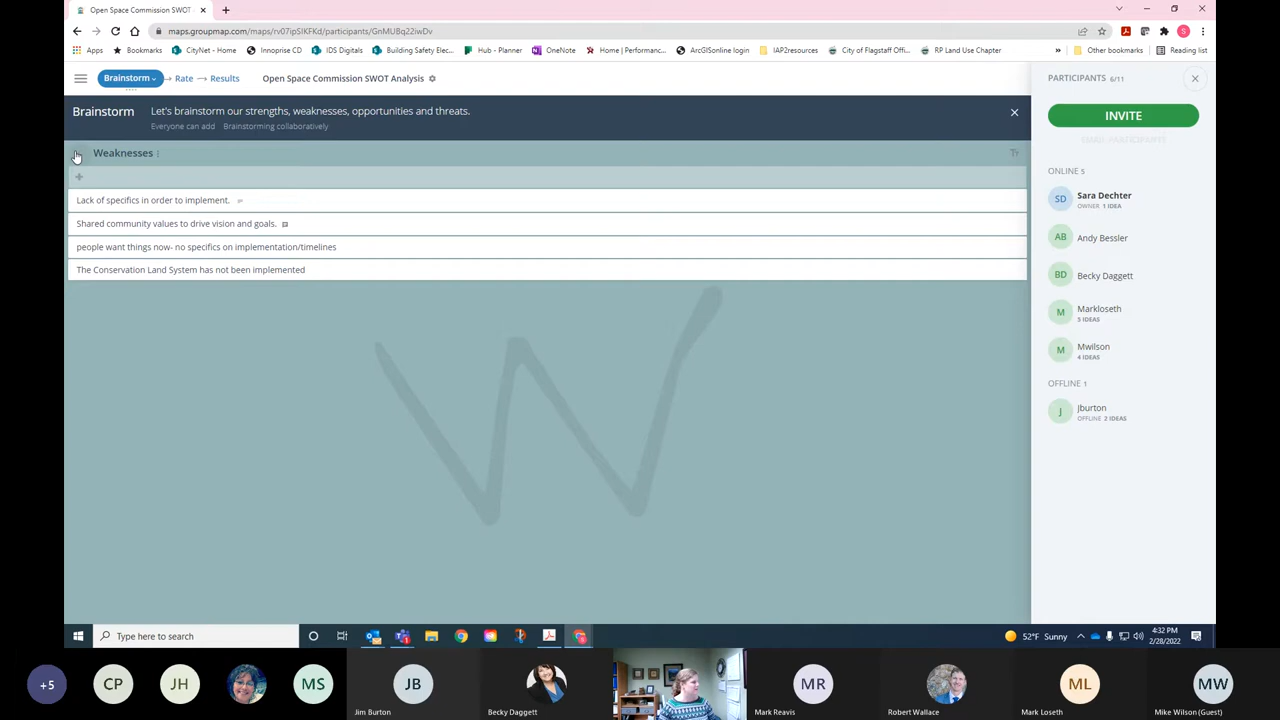 Open Space Commission SWOT
maps.groupmap.com/maps/rv07ipSIKFKd/participants/GnMUBq22iwDv
Apps Bookmarks CityNet - Home Innoprise CD IDS Digitals Building Safety Elec... Hub - Planner OneNote Home | Performanc... ArcGISonline login IAP2resources City of Flagstaff Offi... RP Land Use Chapter » Other bookmarks Reading list
Brainstorm Rate Results Open Space Commission SWOT Analysis
PARTICIPANTS 6/11
Brainstorm Let's brainstorm our strengths, weaknesses, opportunities and threats.
Everyone can add Brainstorming collaboratively
INVITE
EMAIL PARTICIPANTS
Weaknesses
Lack of specifics in order to implement.
Shared community values to drive vision and goals.
people want things now- no specifics on implementation/timelines
The Conservation Land System has not been implemented
W
ONLINE 5
SD Sara Dechter
OWNER 1 IDEA
AB Andy Bessler
BD Becky Daggett
M Markloseth
3 IDEAS
M Mwilson
4 IDEAS
OFFLINE 1
J jburton
OFFLINE 2 IDEAS
Type here to search
52°F Sunny
4:32 PM
2/28/2022
+5 CP JH MS JB MR ML MW
Jim Burton Becky Daggett Mark Reavis Robert Wallace Mark Loseth Mike Wilson (Guest)